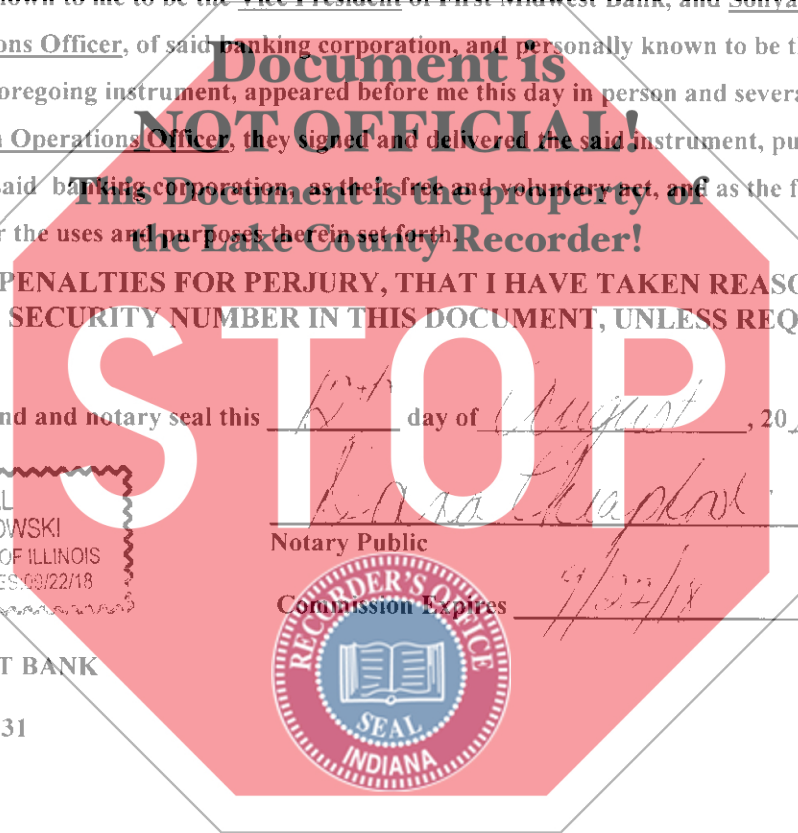 nown to me to be the Vice President of First Midwest Bank, and Sonya
ons Officer, of said banking corporation, and personally known to be th
Document is
oregoing instrument, appeared before me this day in person and severa
NOT OFFICIAL!
Operations Officer, they signed and delivered the said instrument, pu
This Document is the property of
said banking corporation, as their free and voluntary act, and as the f
the Lake County Recorder!
r the uses and purposes therein set forth.
PENALTIES FOR PERJURY, THAT I HAVE TAKEN REASO
SECURITY NUMBER IN THIS DOCUMENT, UNLESS REQ
STOP
nd and notary seal this 12th day of August, 20
L
OWSKI
OF ILLINOIS
ES:09/22/18
Notary Public
Commission Expires 9/22/18
RECORDER'S OFFICE
SEAL
INDIANA
T BANK
31